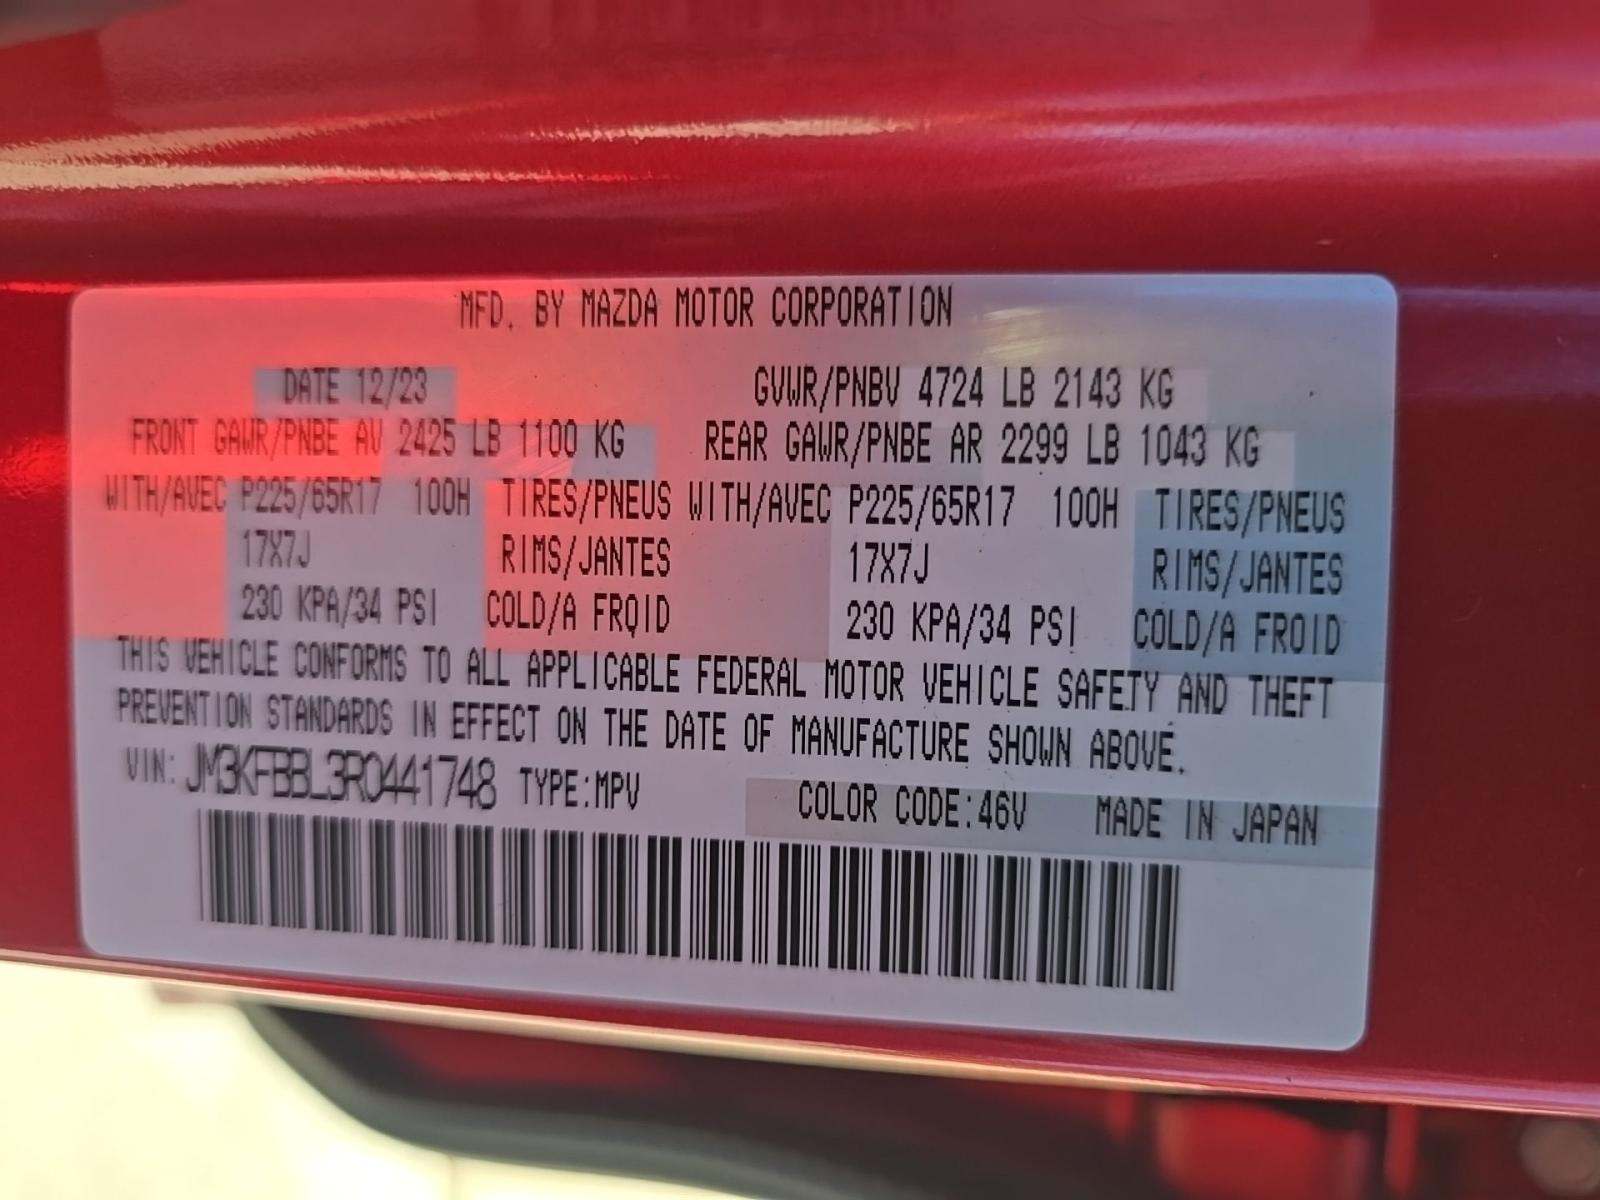 MFD. BY MAZDA MOTOR CORPORATION
DATE 12/23 GVWR/PNBV 4724 LB 2143 KG
FRONT GAWR/PNBE AV 2425 LB 1100 KG REAR GAWR/PNBE AR 2299 LB 1043 KG
WITH/AVEC P225/65R17 100H TIRES/PNEUS WITH/AVEC P225/65R17 100H TIRES/PNEUS
17X7J RIMS/JANTES 17X7J RIMS/JANTES
230 KPA/34 PSI COLD/A FROID 230 KPA/34 PSI COLD/A FROID
THIS VEHICLE CONFORMS TO ALL APPLICABLE FEDERAL MOTOR VEHICLE SAFETY AND THEFT
PREVENTION STANDARDS IN EFFECT ON THE DATE OF MANUFACTURE SHOWN ABOVE.
VIN: JM3KFBBL3R0441748 TYPE:MPV COLOR CODE:46V MADE IN JAPAN